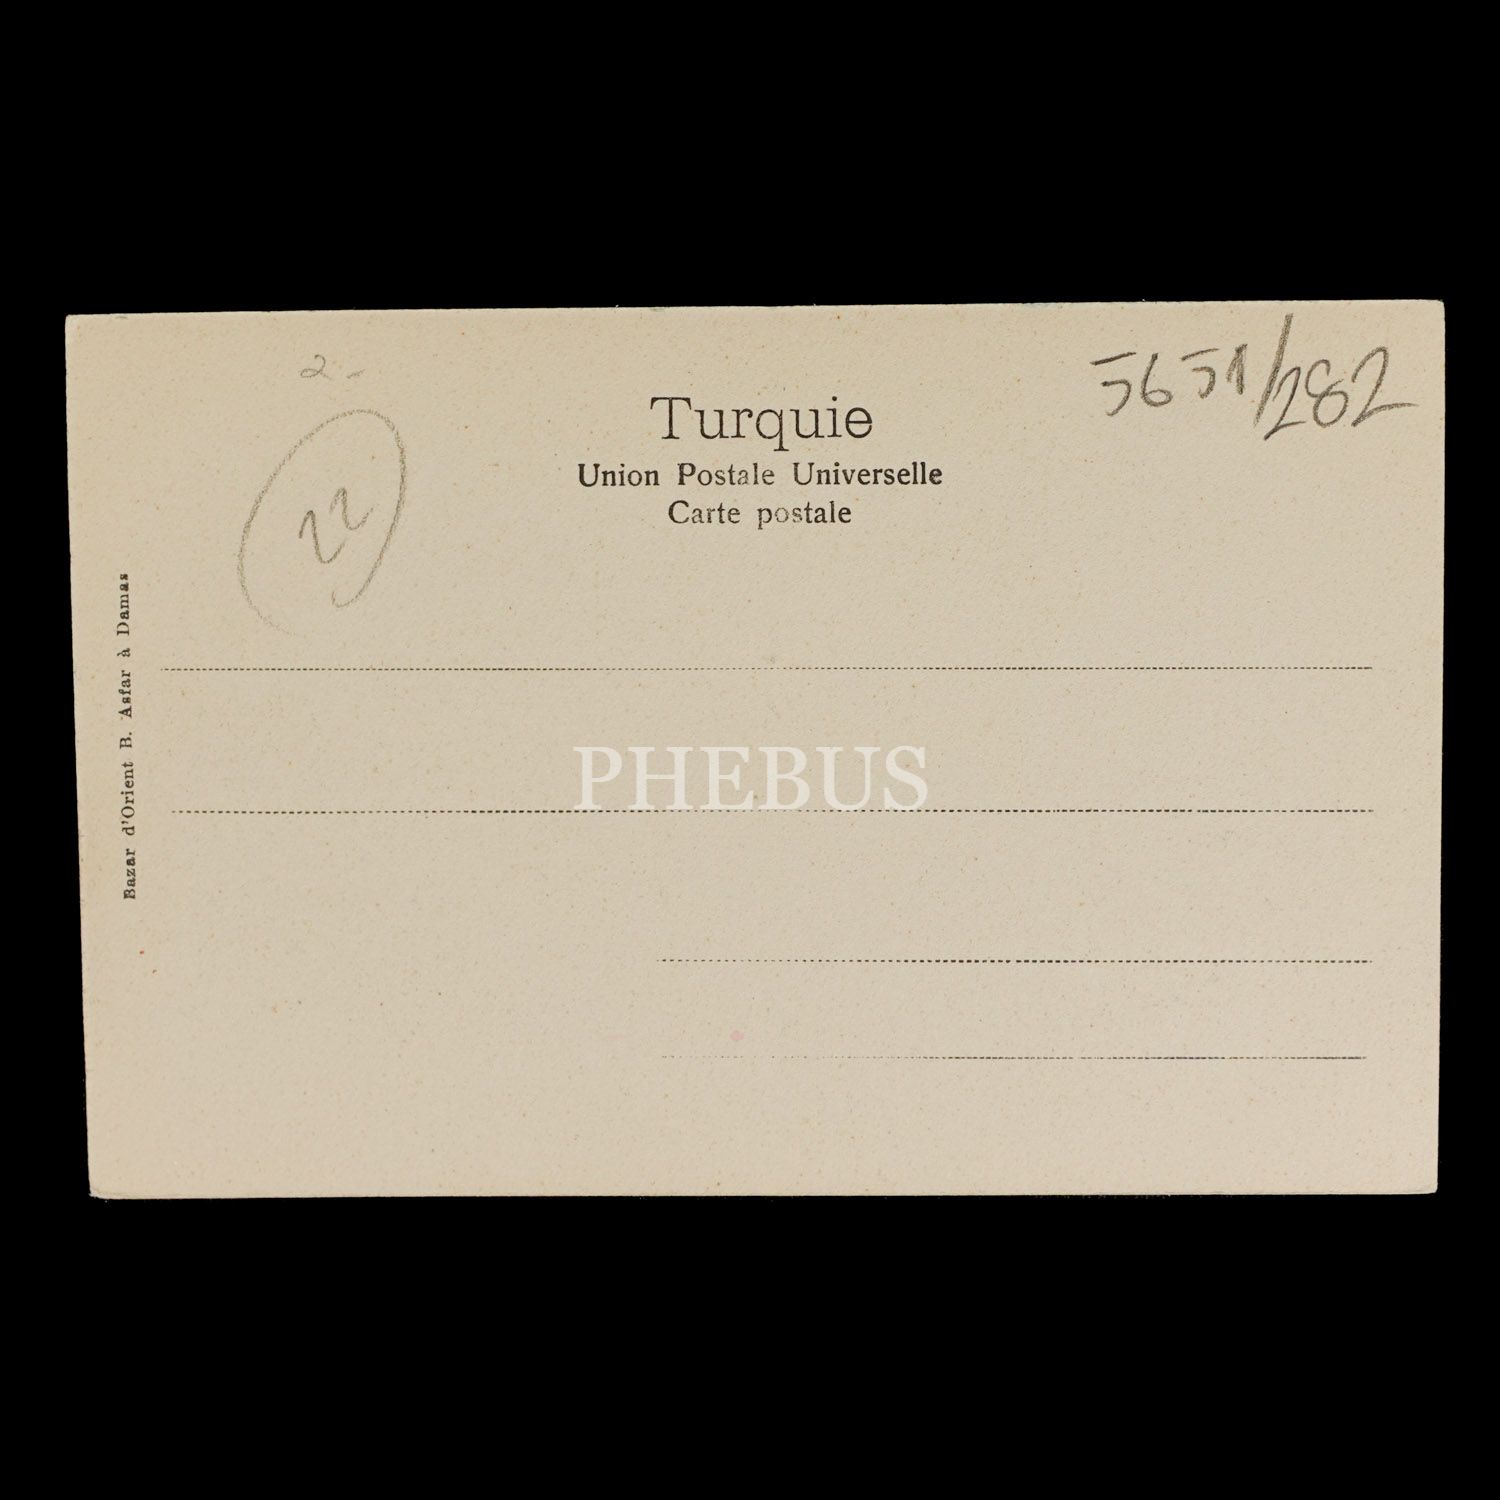 2-
5651/282
Turquie
Union Postale Universelle
Carte postale
22
Bazar d'Orient B. Asfar à Damas
PHEBUS